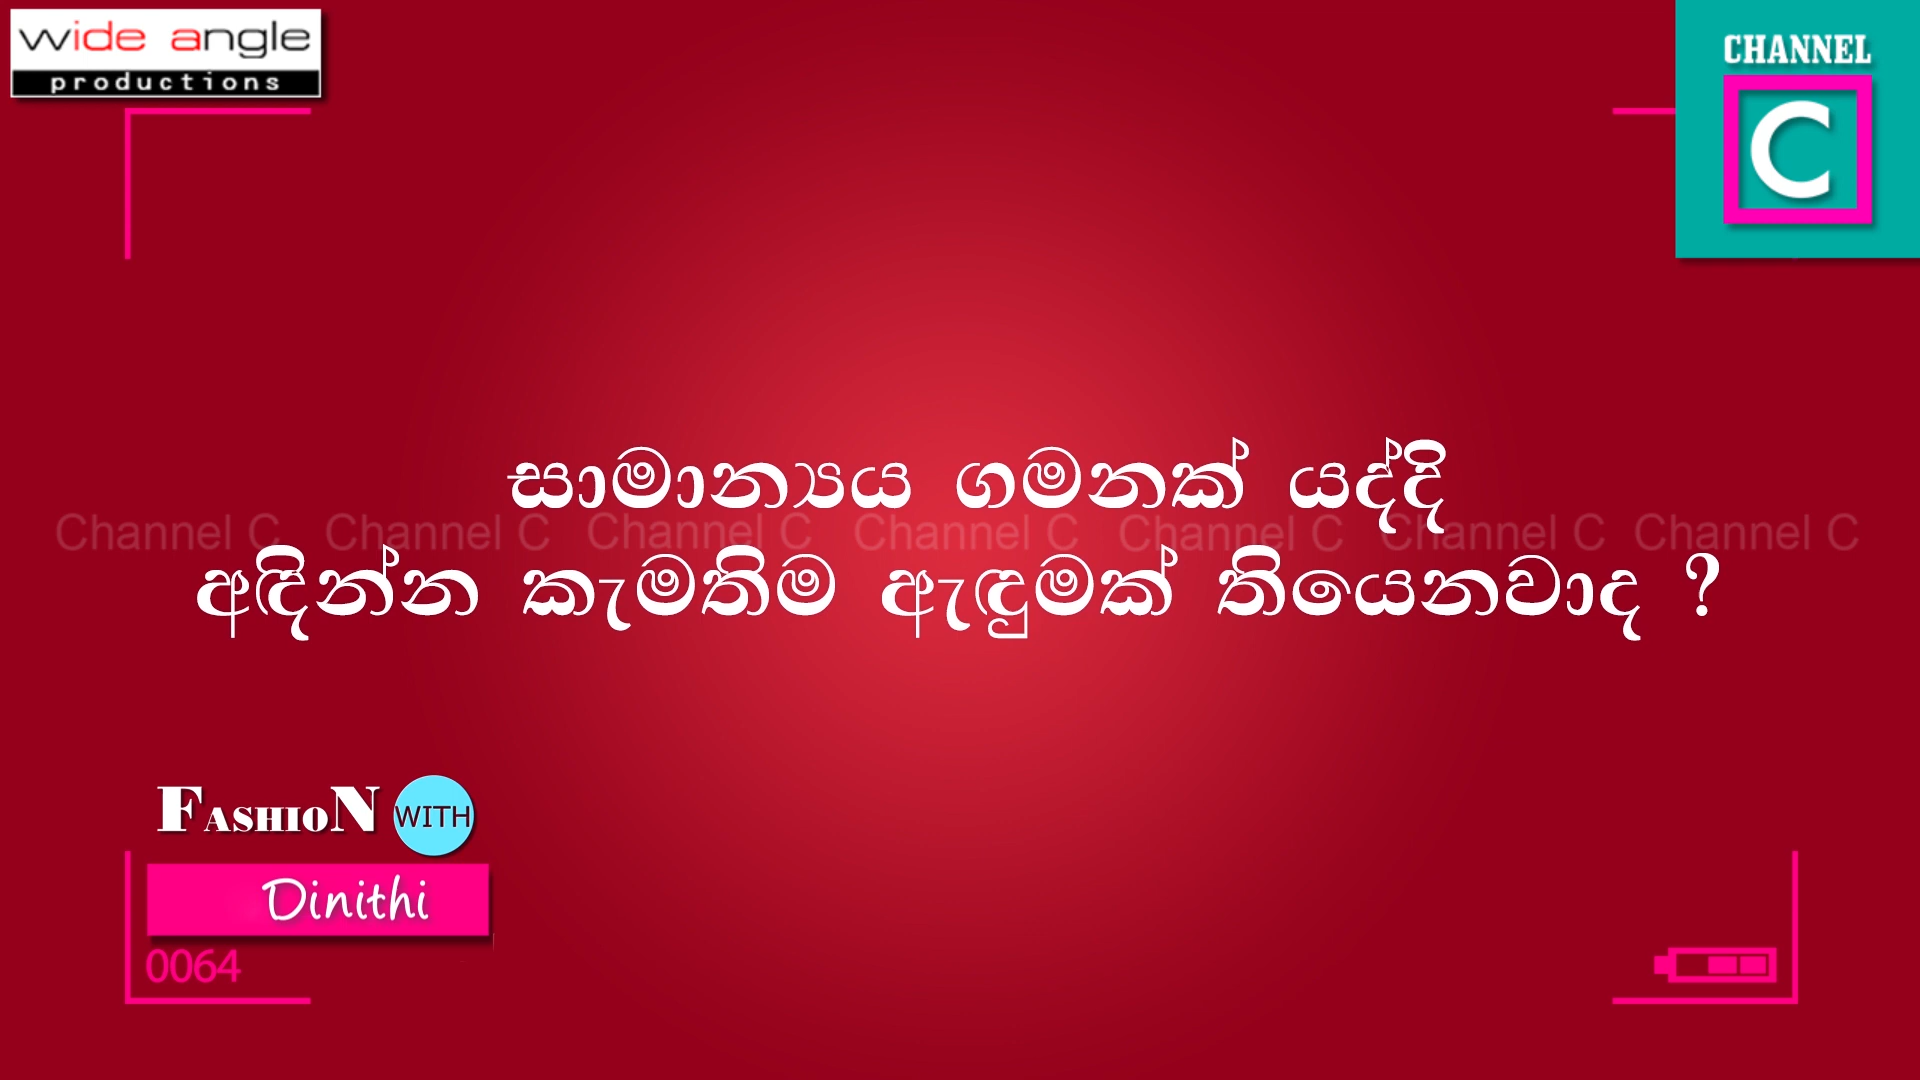 wide angle
productions
CHANNEL
C
සාමාන්‍යය ගමනක් යද්දි
Channel C Channel C Channel C Channel C Channel C Channel C Channel C
අඳින්න කැමතිම ඇඳුමක් තියෙනවාද ?
FASHION WITH
Dinithi
0064